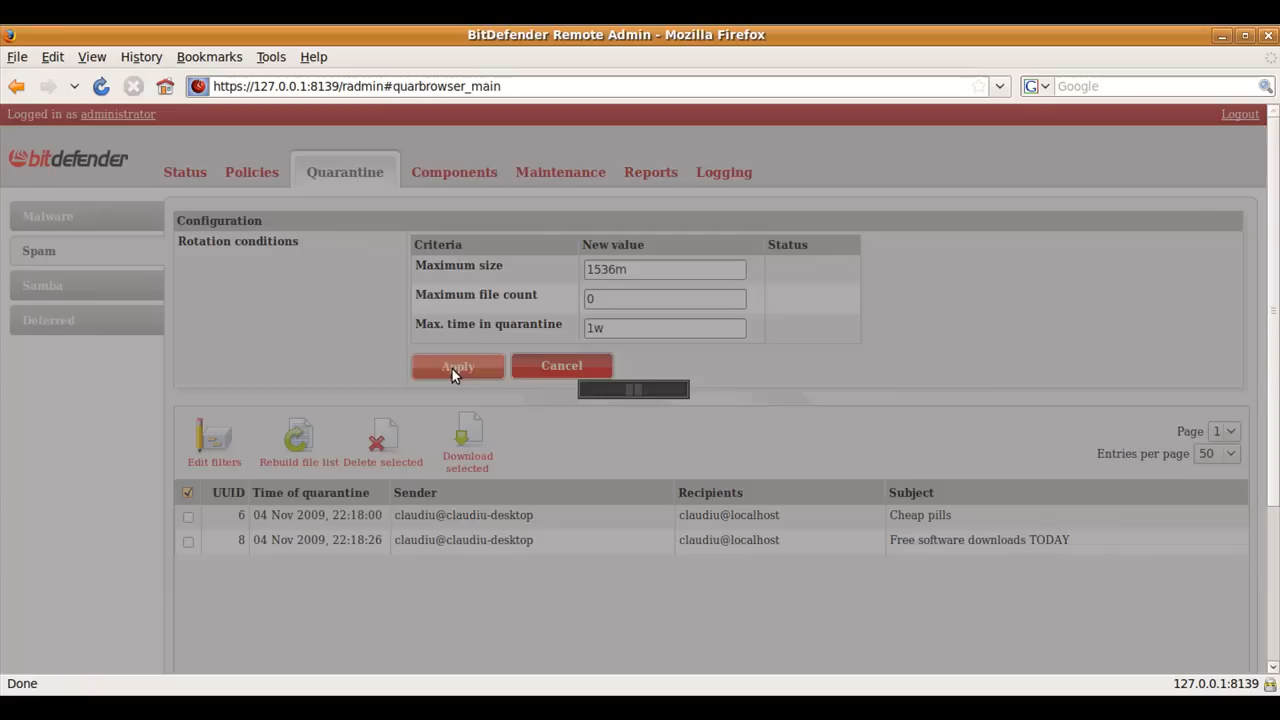 BitDefender Remote Admin - Mozilla Firefox
File Edit View History Bookmarks Tools Help
https://127.0.0.1:8139/radmin#quarbrowser_main Google
Logged in as administrator Logout
bitdefender Status Policies Quarantine Components Maintenance Reports Logging
Malware
Spam
Samba
Deferred
Configuration
Rotation conditions
Criteria New value Status
Maximum size 1536m
Maximum file count 0
Max. time in quarantine 1w
Apply Cancel
Edit filters Rebuild file list Delete selected Download
selected
Page 1
Entries per page 50
UUID Time of quarantine Sender Recipients Subject
6 04 Nov 2009, 22:18:00 claudiu@claudiu-desktop claudiu@localhost Cheap pills
8 04 Nov 2009, 22:18:26 claudiu@claudiu-desktop claudiu@localhost Free software downloads TODAY
Done 127.0.0.1:8139